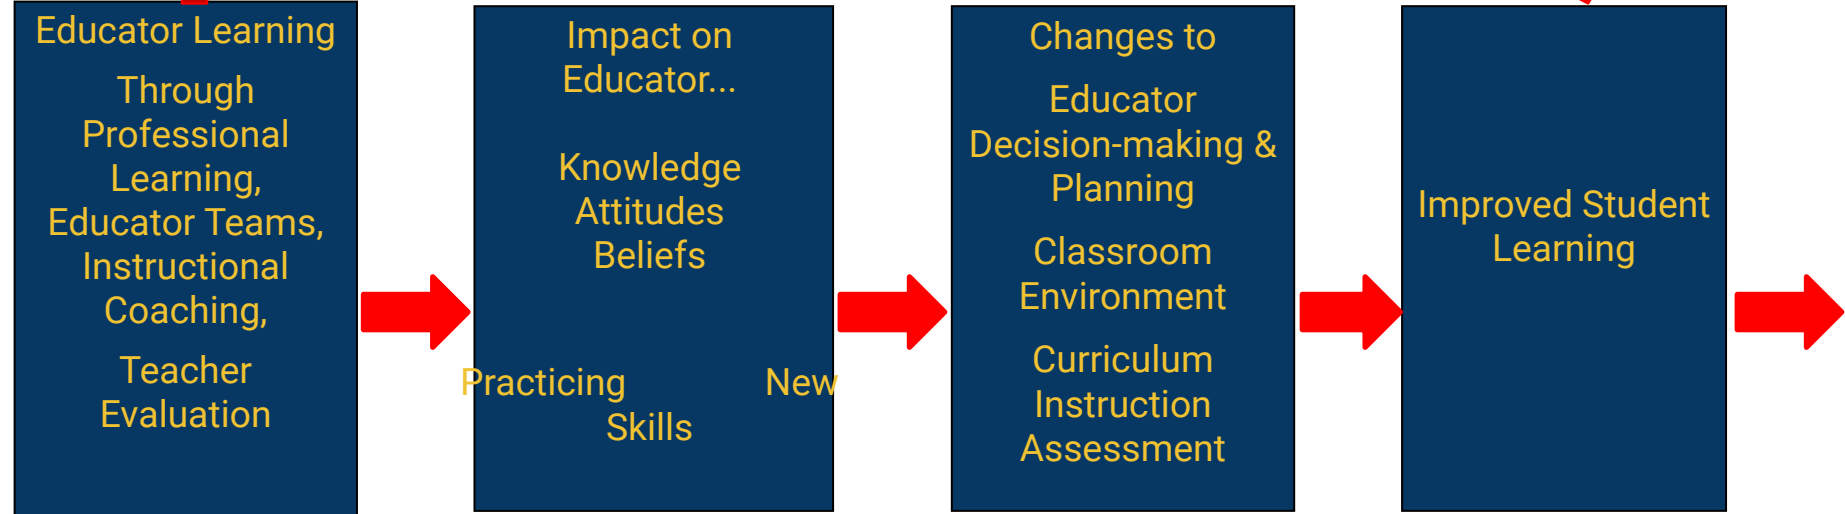 Educator Learning
Through
Professional
Learning,
Educator Teams,
Instructional
Coaching,
Teacher
Evaluation
Impact on
Educator...
Knowledge
Attitudes
Beliefs
Practicing New
Skills
Changes to
Educator
Decision-making &
Planning
Classroom
Environment
Curriculum
Instruction
Assessment
Improved Student
Learning